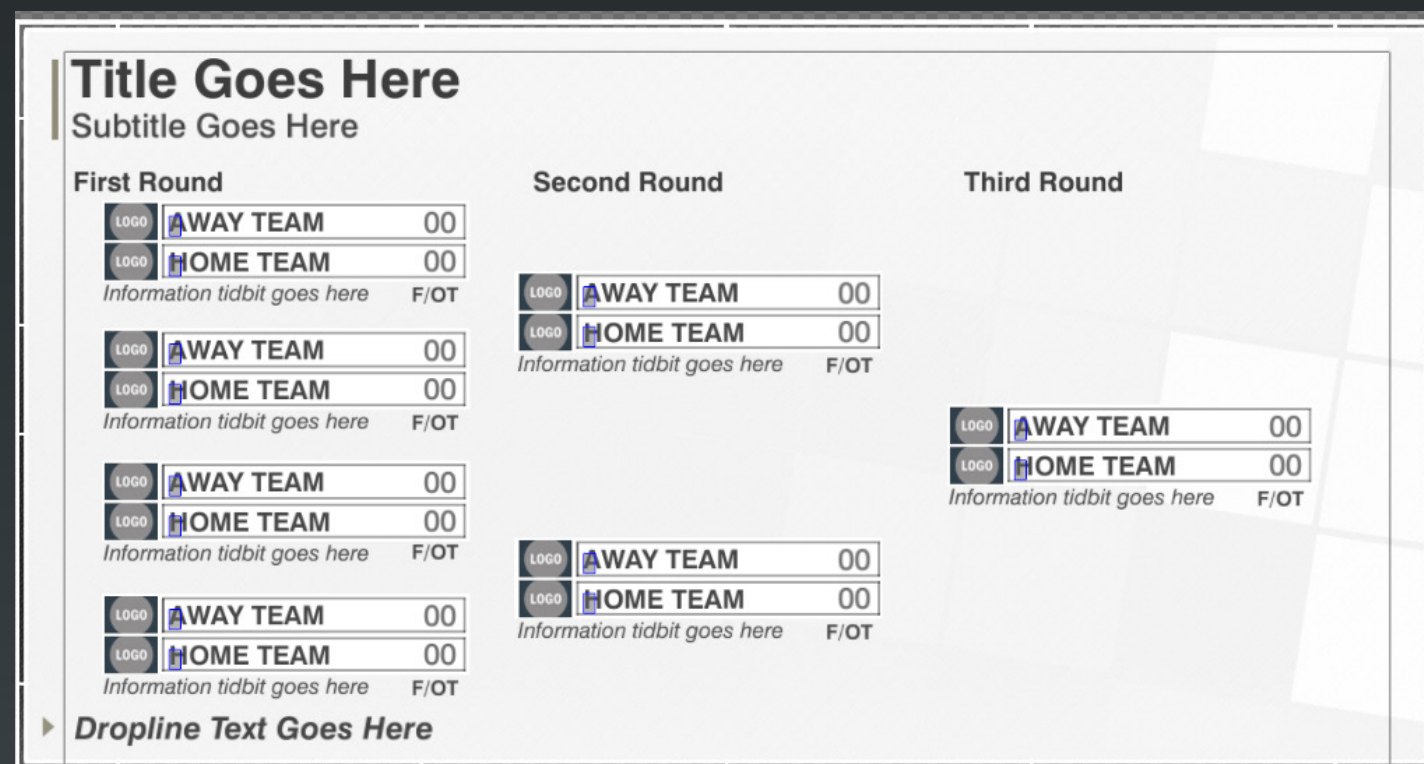 Title Goes Here
Subtitle Goes Here
First Round
LOGO AWAY TEAM 00
LOGO HOME TEAM 00
Information tidbit goes here F/OT
LOGO AWAY TEAM 00
LOGO HOME TEAM 00
Information tidbit goes here F/OT
LOGO AWAY TEAM 00
LOGO HOME TEAM 00
Information tidbit goes here F/OT
LOGO AWAY TEAM 00
LOGO HOME TEAM 00
Information tidbit goes here F/OT
Second Round
LOGO AWAY TEAM 00
LOGO HOME TEAM 00
Information tidbit goes here F/OT
LOGO AWAY TEAM 00
LOGO HOME TEAM 00
Information tidbit goes here F/OT
Third Round
LOGO AWAY TEAM 00
LOGO HOME TEAM 00
Information tidbit goes here F/OT
Dropline Text Goes Here